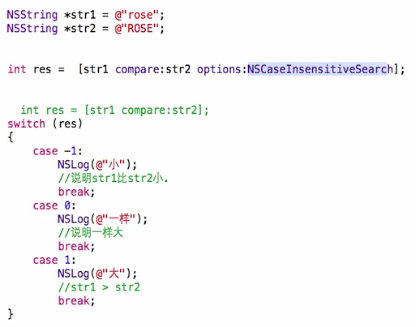 NSString *str1 = @"rose";
NSString *str2 = @"ROSE";
int res =  [str1 compare:str2 options:NSCaseInsensitiveSearch];
int res = [str1 compare:str2];
switch (res)
{
case -1:
NSLog(@"小");
//说明str1比str2小.
break;
case 0:
NSLog(@"一样");
//说明一样大
break;
case 1:
NSLog(@"大");
//str1 > str2
break;
}